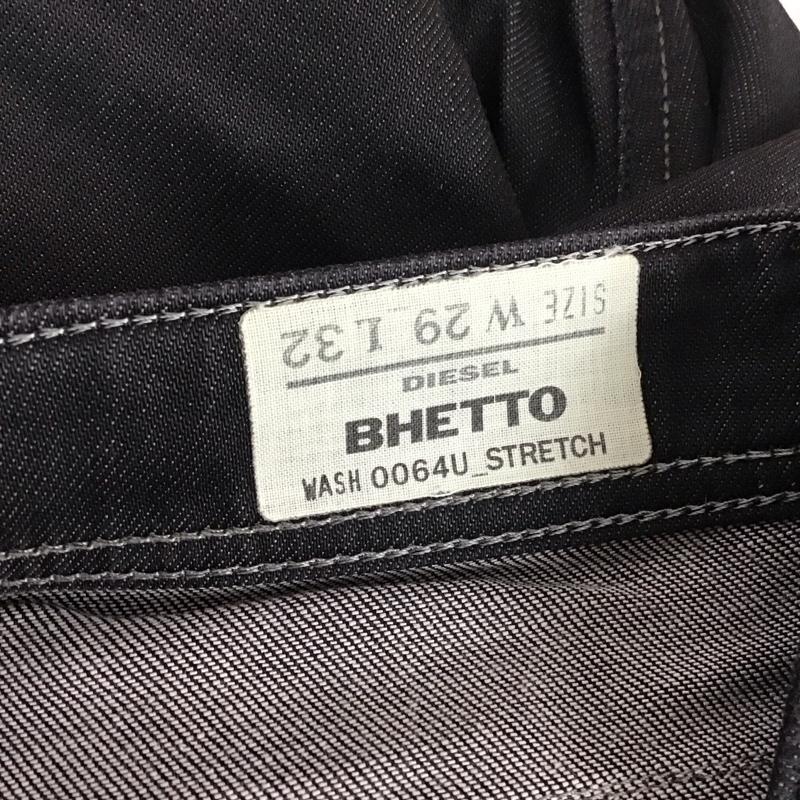 SIZE W 29 L 32
DIESEL
BHETTO
WASH 0064U_STRETCH